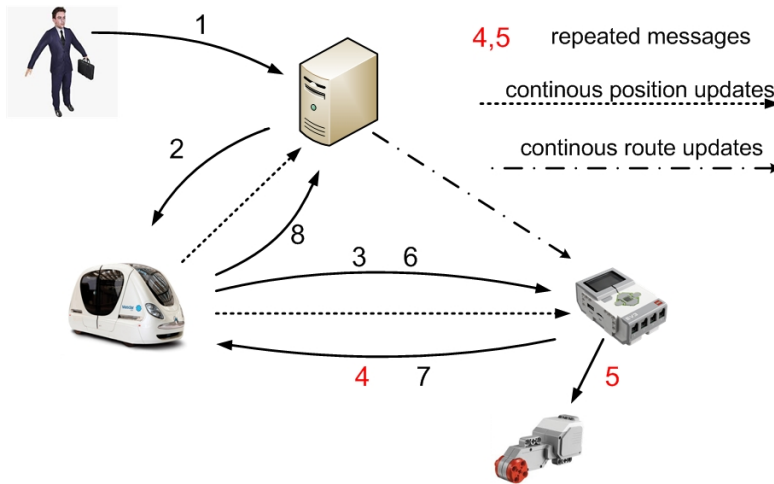 1
4,5 repeated messages
continous position updates
2
continous route updates
8
3 6
4 7
5